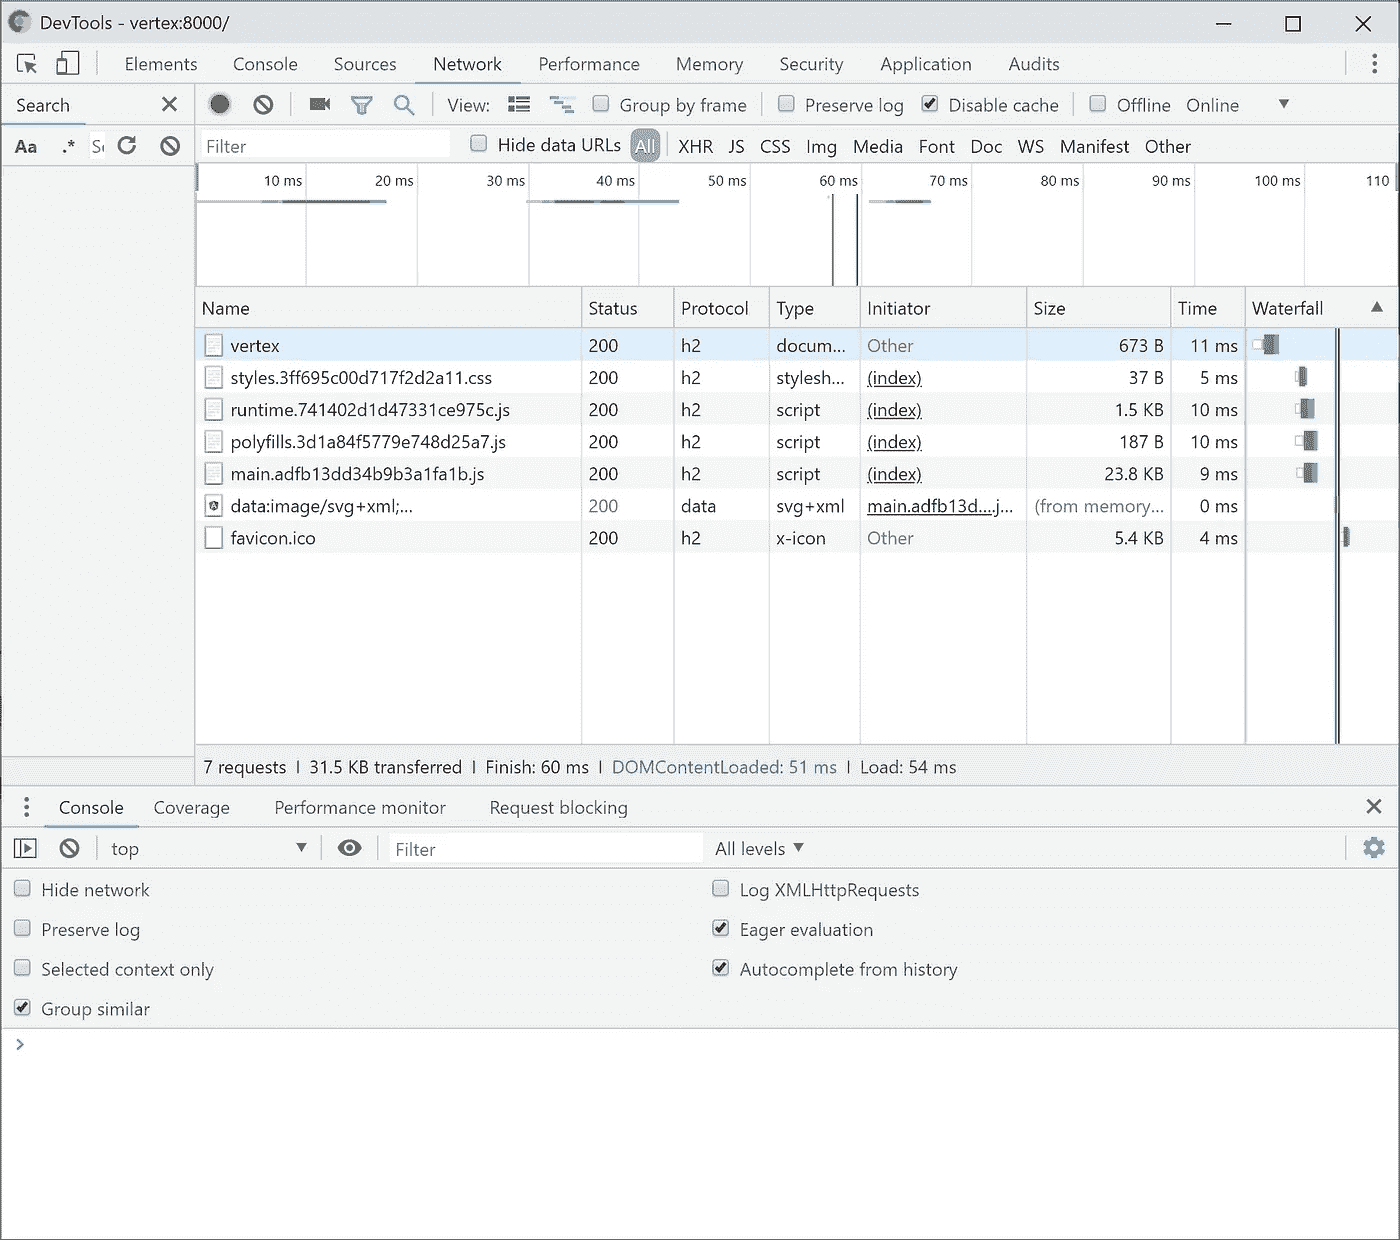 DevTools - vertex:8000/
Elements Console Sources Network Performance Memory Security Application Audits
Search View: Group by frame Preserve log Disable cache Offline Online
Aa .* Filter Hide data URLs All XHR JS CSS Img Media Font Doc WS Manifest Other
10 ms 20 ms 30 ms 40 ms 50 ms 60 ms 70 ms 80 ms 90 ms 100 ms 110
Name Status Protocol Type Initiator Size Time Waterfall
vertex 200 h2 docum... Other 673 B 11 ms
styles.3ff695c00d717f2d2a11.css 200 h2 stylesh... (index) 37 B 5 ms
runtime.741402d1d47331ce975c.js 200 h2 script (index) 1.5 KB 10 ms
polyfills.3d1a84f5779e748d25a7.js 200 h2 script (index) 187 B 10 ms
main.adfb13dd34b9b3a1fa1b.js 200 h2 script (index) 23.8 KB 9 ms
data:image/svg+xml;... 200 data svg+xml main.adfb13d....j... (from memory... 0 ms
favicon.ico 200 h2 x-icon Other 5.4 KB 4 ms
7 requests | 31.5 KB transferred | Finish: 60 ms | DOMContentLoaded: 51 ms | Load: 54 ms
Console Coverage Performance monitor Request blocking
top Filter All levels
Hide network Log XMLHttpRequests
Preserve log Eager evaluation
Selected context only Autocomplete from history
Group similar